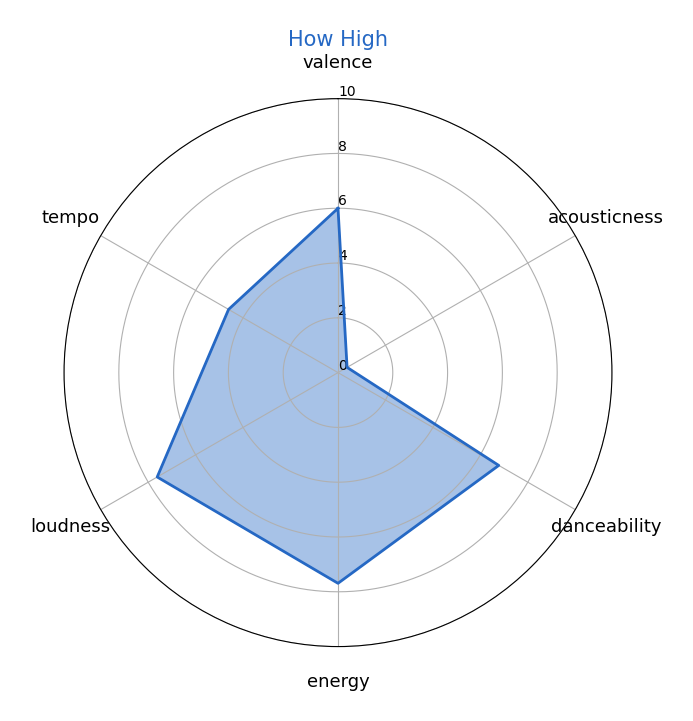 How High
valence
10
8
6
4
2
0
tempo
acousticness
loudness
danceability
energy